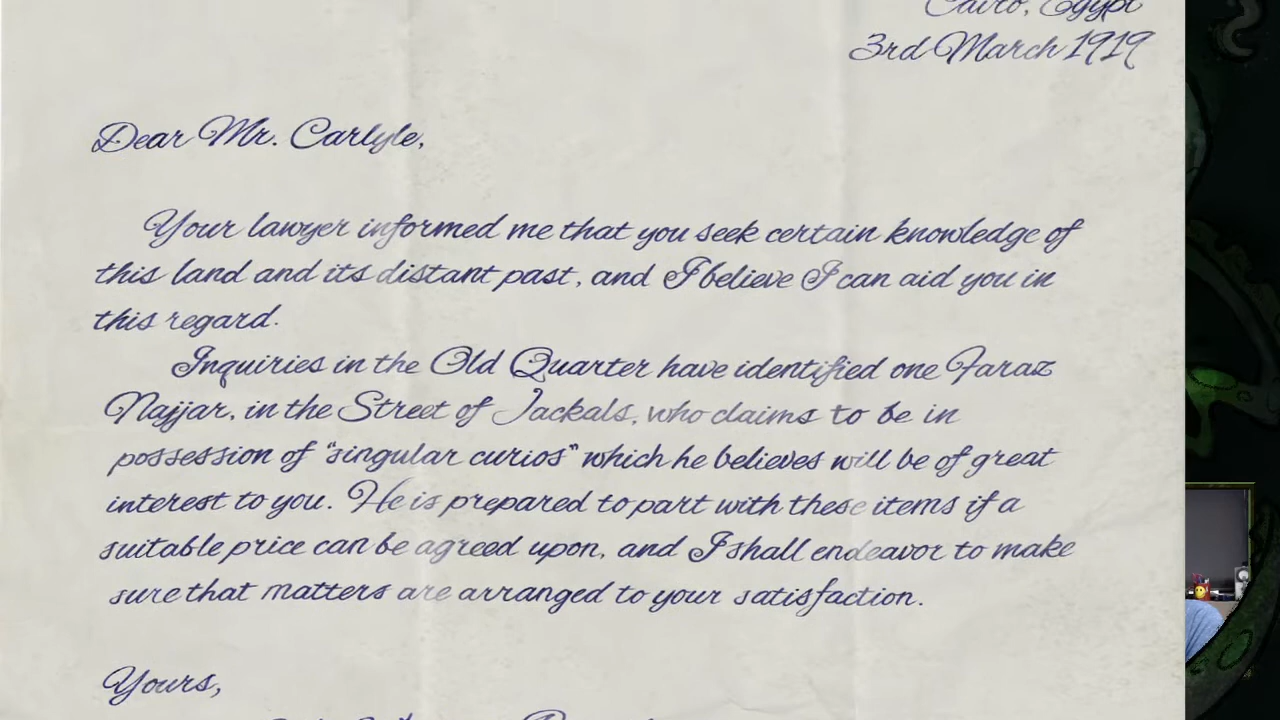 Cairo, Egypt
3rd March 1919
Dear Mr. Carlyle,
Your lawyer informed me that you seek certain knowledge of
this land and its distant past, and I believe I can aid you in
this regard.
Inquiries in the Old Quarter have identified one Faraz
Najjar, in the Street of Jackals, who claims to be in
possession of "singular curios" which he believes will be of great
interest to you. He is prepared to part with these items if a
suitable price can be agreed upon, and I shall endeavor to make
sure that matters are arranged to your satisfaction.
Yours,